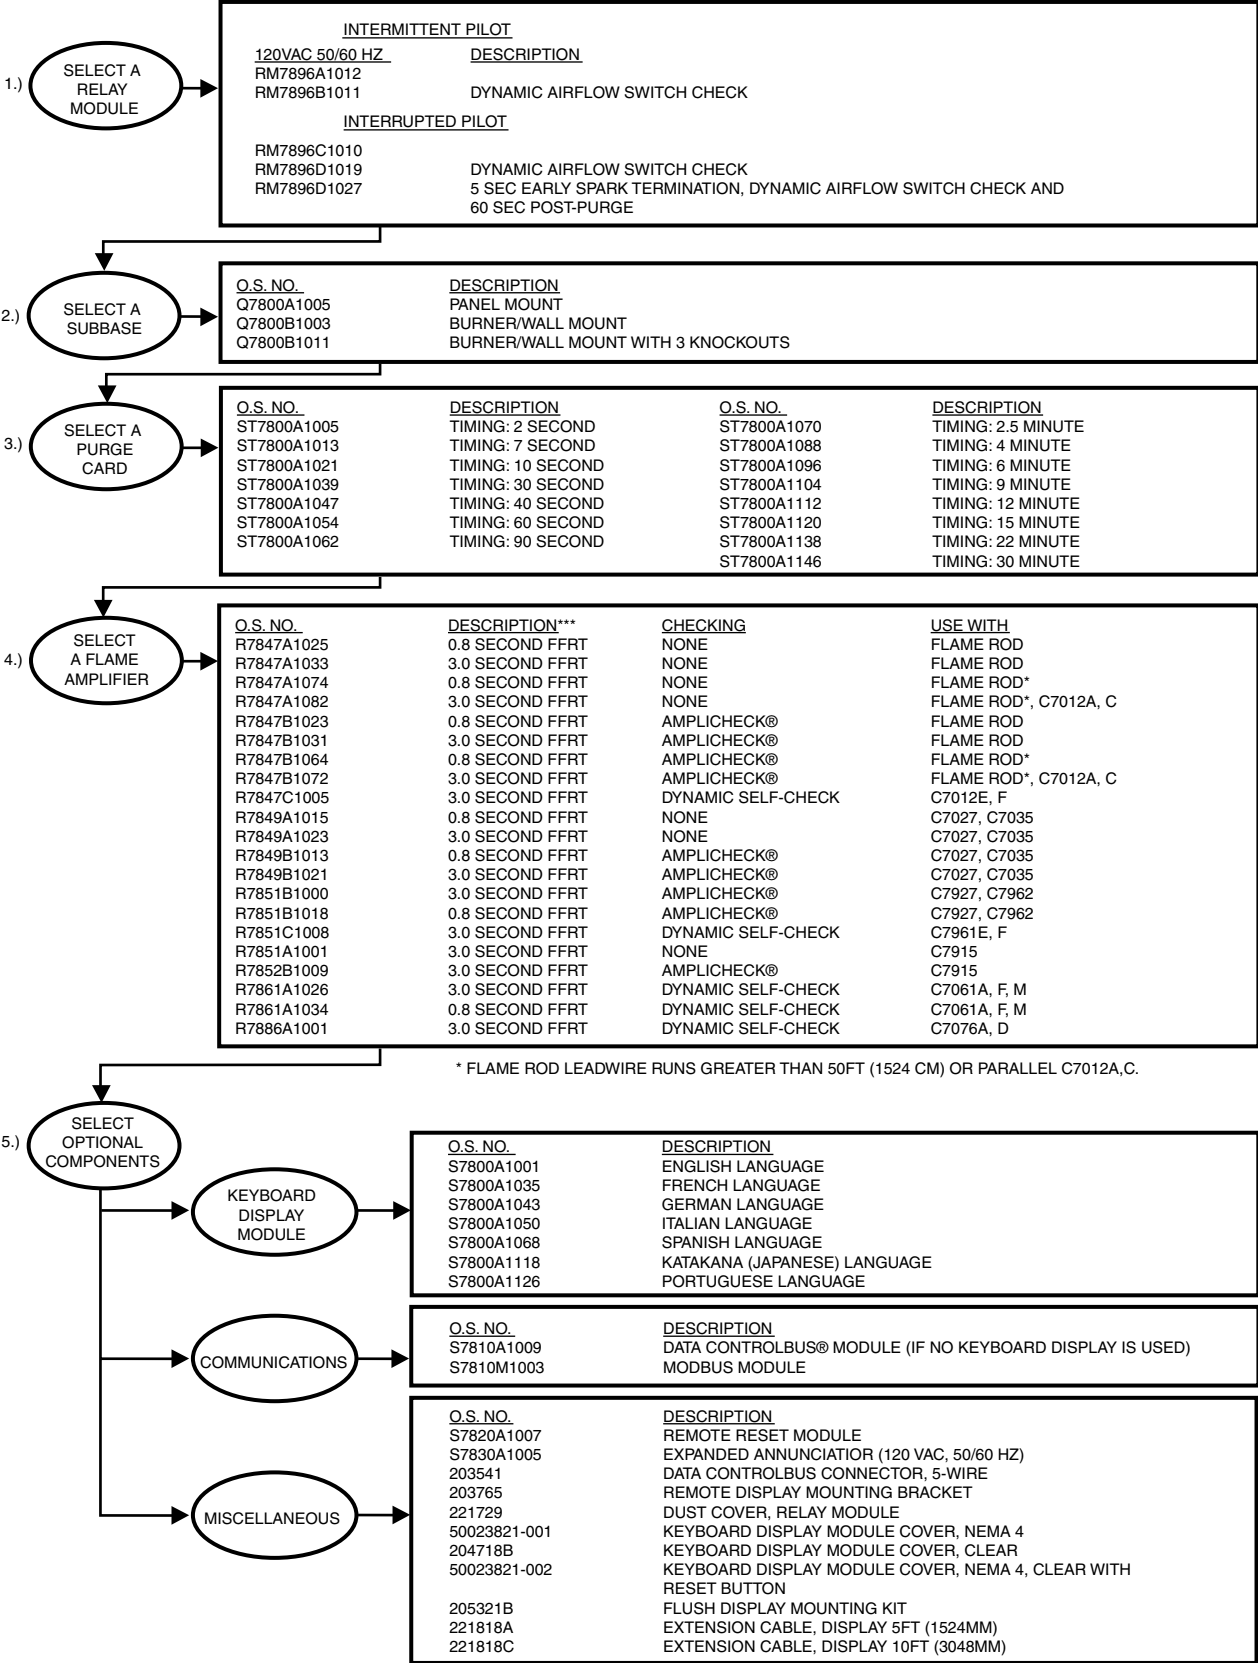 INTERMITTENT PILOT
120VAC 50/60 HZ DESCRIPTION
RM7896A1012
RM7896B1011 DYNAMIC AIRFLOW SWITCH CHECK
INTERRUPTED PILOT
RM7896C1010
RM7896D1019 DYNAMIC AIRFLOW SWITCH CHECK
RM7896D1027 5 SEC EARLY SPARK TERMINATION, DYNAMIC AIRFLOW SWITCH CHECK AND
60 SEC POST-PURGE
1.) SELECT A
RELAY
MODULE
2.) SELECT A
SUBBASE
O.S. NO. DESCRIPTION
Q7800A1005 PANEL MOUNT
Q7800B1003 BURNER/WALL MOUNT
Q7800B1011 BURNER/WALL MOUNT WITH 3 KNOCKOUTS
3.) SELECT A
PURGE
CARD
O.S. NO. DESCRIPTION O.S. NO. DESCRIPTION
ST7800A1005 TIMING: 2 SECOND ST7800A1070 TIMING: 2.5 MINUTE
ST7800A1013 TIMING: 7 SECOND ST7800A1088 TIMING: 4 MINUTE
ST7800A1021 TIMING: 10 SECOND ST7800A1096 TIMING: 6 MINUTE
ST7800A1039 TIMING: 30 SECOND ST7800A1104 TIMING: 9 MINUTE
ST7800A1047 TIMING: 40 SECOND ST7800A1112 TIMING: 12 MINUTE
ST7800A1054 TIMING: 60 SECOND ST7800A1120 TIMING: 15 MINUTE
ST7800A1062 TIMING: 90 SECOND ST7800A1138 TIMING: 22 MINUTE
ST7800A1146 TIMING: 30 MINUTE
4.) SELECT
A FLAME
AMPLIFIER
O.S. NO. DESCRIPTION*** CHECKING USE WITH
R7847A1025 0.8 SECOND FFRT NONE FLAME ROD
R7847A1033 3.0 SECOND FFRT NONE FLAME ROD
R7847A1074 0.8 SECOND FFRT NONE FLAME ROD*
R7847A1082 3.0 SECOND FFRT NONE FLAME ROD*, C7012A, C
R7847B1023 0.8 SECOND FFRT AMPLICHECK® FLAME ROD
R7847B1031 3.0 SECOND FFRT AMPLICHECK® FLAME ROD
R7847B1064 0.8 SECOND FFRT AMPLICHECK® FLAME ROD*
R7847B1072 3.0 SECOND FFRT AMPLICHECK® FLAME ROD*, C7012A, C
R7847C1005 3.0 SECOND FFRT DYNAMIC SELF-CHECK C7012E, F
R7849A1015 0.8 SECOND FFRT NONE C7027, C7035
R7849A1023 3.0 SECOND FFRT NONE C7027, C7035
R7849B1013 0.8 SECOND FFRT AMPLICHECK® C7027, C7035
R7849B1021 3.0 SECOND FFRT AMPLICHECK® C7027, C7035
R7851B1000 3.0 SECOND FFRT AMPLICHECK® C7927, C7962
R7851B1018 0.8 SECOND FFRT AMPLICHECK® C7927, C7962
R7851C1008 3.0 SECOND FFRT DYNAMIC SELF-CHECK C7961E, F
R7851A1001 3.0 SECOND FFRT NONE C7915
R7852B1009 3.0 SECOND FFRT AMPLICHECK® C7915
R7861A1026 3.0 SECOND FFRT DYNAMIC SELF-CHECK C7061A, F, M
R7861A1034 0.8 SECOND FFRT DYNAMIC SELF-CHECK C7061A, F, M
R7886A1001 3.0 SECOND FFRT DYNAMIC SELF-CHECK C7076A, D
* FLAME ROD LEADWIRE RUNS GREATER THAN 50FT (1524 CM) OR PARALLEL C7012A,C.
5.) SELECT
OPTIONAL
COMPONENTS
KEYBOARD
DISPLAY
MODULE
O.S. NO. DESCRIPTION
S7800A1001 ENGLISH LANGUAGE
S7800A1035 FRENCH LANGUAGE
S7800A1043 GERMAN LANGUAGE
S7800A1050 ITALIAN LANGUAGE
S7800A1068 SPANISH LANGUAGE
S7800A1118 KATAKANA (JAPANESE) LANGUAGE
S7800A1126 PORTUGUESE LANGUAGE
COMMUNICATIONS
O.S. NO. DESCRIPTION
S7810A1009 DATA CONTROLBUS® MODULE (IF NO KEYBOARD DISPLAY IS USED)
S7810M1003 MODBUS MODULE
MISCELLANEOUS
O.S. NO. DESCRIPTION
S7820A1007 REMOTE RESET MODULE
S7830A1005 EXPANDED ANNUNCIATIOR (120 VAC, 50/60 HZ)
203541 DATA CONTROLBUS CONNECTOR, 5-WIRE
203765 REMOTE DISPLAY MOUNTING BRACKET
221729 DUST COVER, RELAY MODULE
50023821-001 KEYBOARD DISPLAY MODULE COVER, NEMA 4
204718B KEYBOARD DISPLAY MODULE COVER, CLEAR
50023821-002 KEYBOARD DISPLAY MODULE COVER, NEMA 4, CLEAR WITH
RESET BUTTON
205321B FLUSH DISPLAY MOUNTING KIT
221818A EXTENSION CABLE, DISPLAY 5FT (1524MM)
221818C EXTENSION CABLE, DISPLAY 10FT (3048MM)